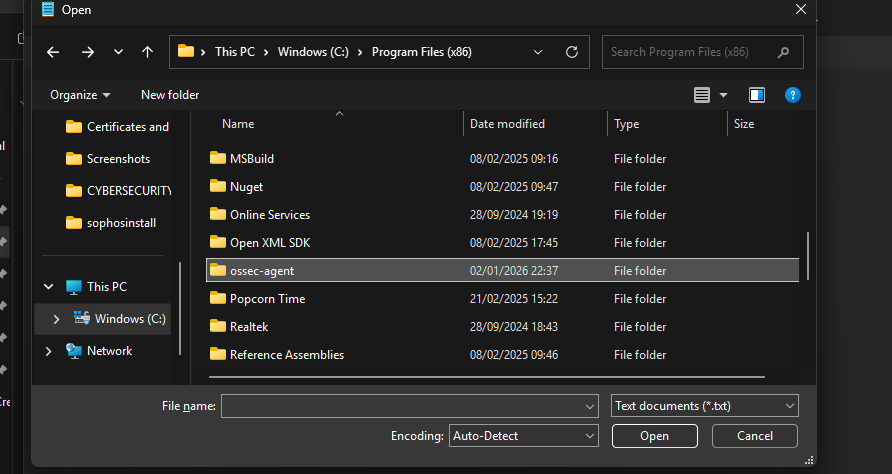 Open
This PC > Windows (C:) > Program Files (x86)
Search Program Files (x86)
Organize
New folder
?
Name Date modified Type Size
Certificates and
Screenshots
CYBERSECURITY
sophosinstall
This PC
Windows (C:)
Network
MSBuild 08/02/2025 09:16 File folder
Nuget 08/02/2025 09:47 File folder
Online Services 28/09/2024 19:19 File folder
Open XML SDK 08/02/2025 17:45 File folder
ossec-agent 02/01/2026 22:37 File folder
Popcorn Time 21/02/2025 15:22 File folder
Realtek 28/09/2024 18:43 File folder
Reference Assemblies 08/02/2025 09:46 File folder
File name:
Text documents (*.txt)
Encoding: Auto-Detect
Open
Cancel